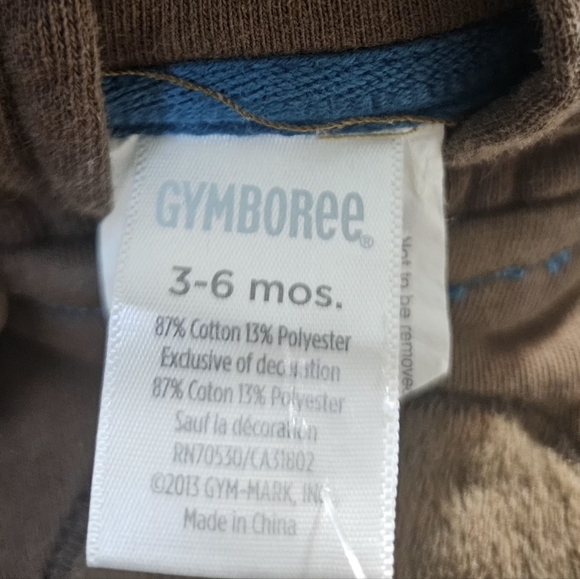 GYMBOREE®
3-6 mos.
87% Cotton 13% Polyester
Exclusive of decoration
87% Coton 13% Polyester
Sauf la décoration
RN70530/CA31802
©2013 GYM-MARK, INC
Made in China
Not to be remove